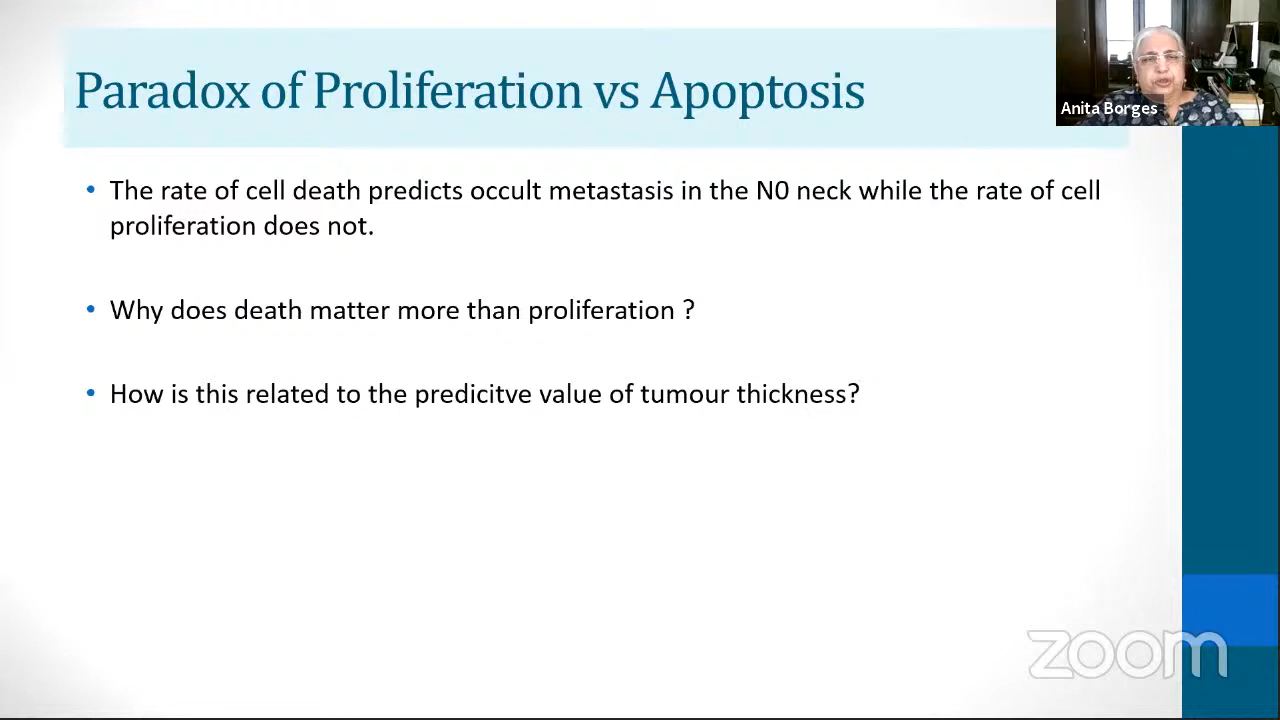 Paradox of Proliferation vs Apoptosis
Anita Borges
• The rate of cell death predicts occult metastasis in the N0 neck while the rate of cell
proliferation does not.
• Why does death matter more than proliferation ?
• How is this related to the predicitve value of tumour thickness?
zoom